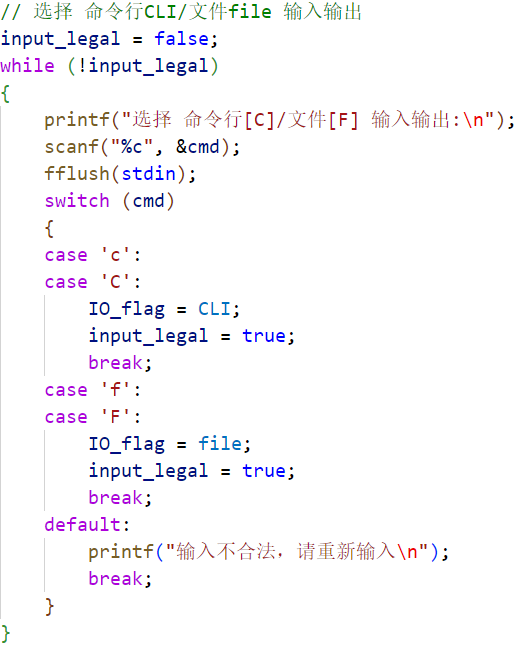 // 选择 命令行CLI/文件file 输入输出
input_legal = false;
while (!input_legal)
{
    printf("选择 命令行[C]/文件[F] 输入输出:\n");
    scanf("%c", &cmd);
    fflush(stdin);
    switch (cmd)
    {
    case 'c':
    case 'C':
        IO_flag = CLI;
        input_legal = true;
        break;
    case 'f':
    case 'F':
        IO_flag = file;
        input_legal = true;
        break;
    default:
        printf("输入不合法，请重新输入\n");
        break;
    }
}